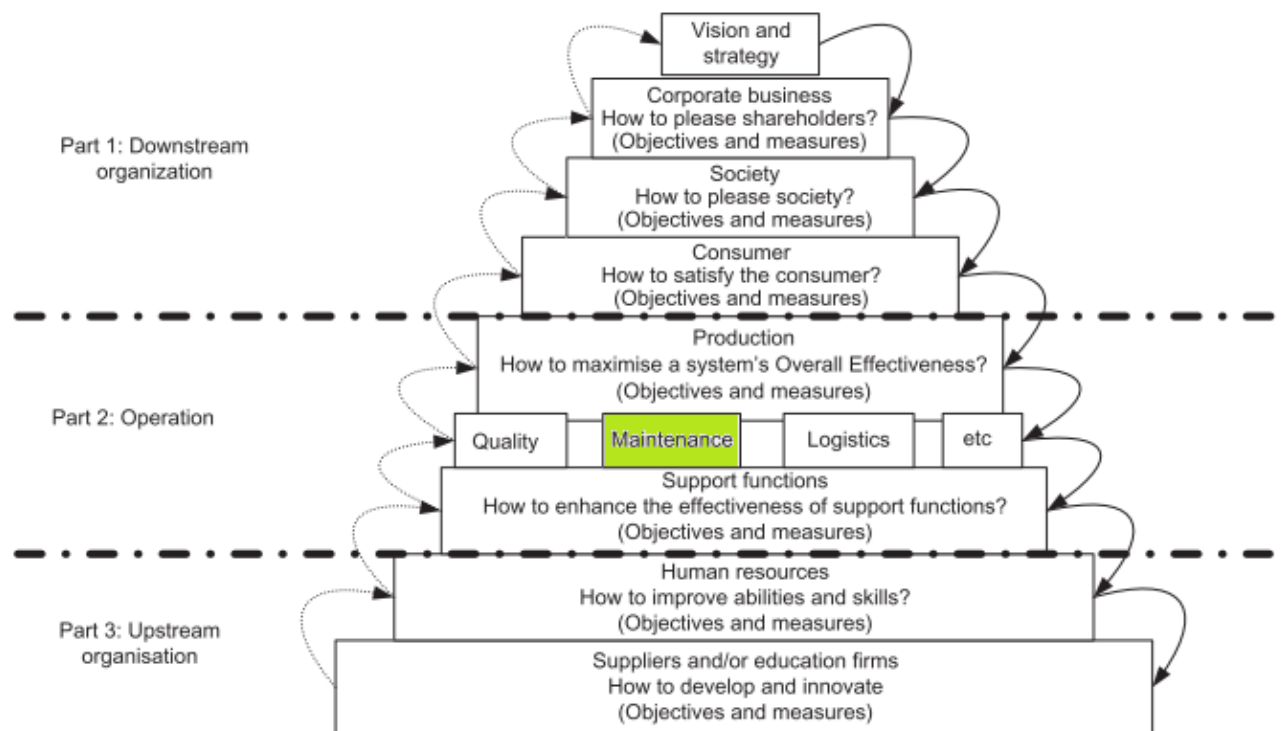 Vision and
strategy
Corporate business
How to please shareholders?
(Objectives and measures)
Part 1: Downstream
organization
Society
How to please society?
(Objectives and measures)
Consumer
How to satisfy the consumer?
(Objectives and measures)
Production
How to maximise a system's Overall Effectiveness?
(Objectives and measures)
Part 2: Operation
Quality
Maintenance
Logistics
etc
Support functions
How to enhance the effectiveness of support functions?
(Objectives and measures)
Human resources
How to improve abilities and skills?
(Objectives and measures)
Part 3: Upstream
organisation
Suppliers and/or education firms
How to develop and innovate
(Objectives and measures)